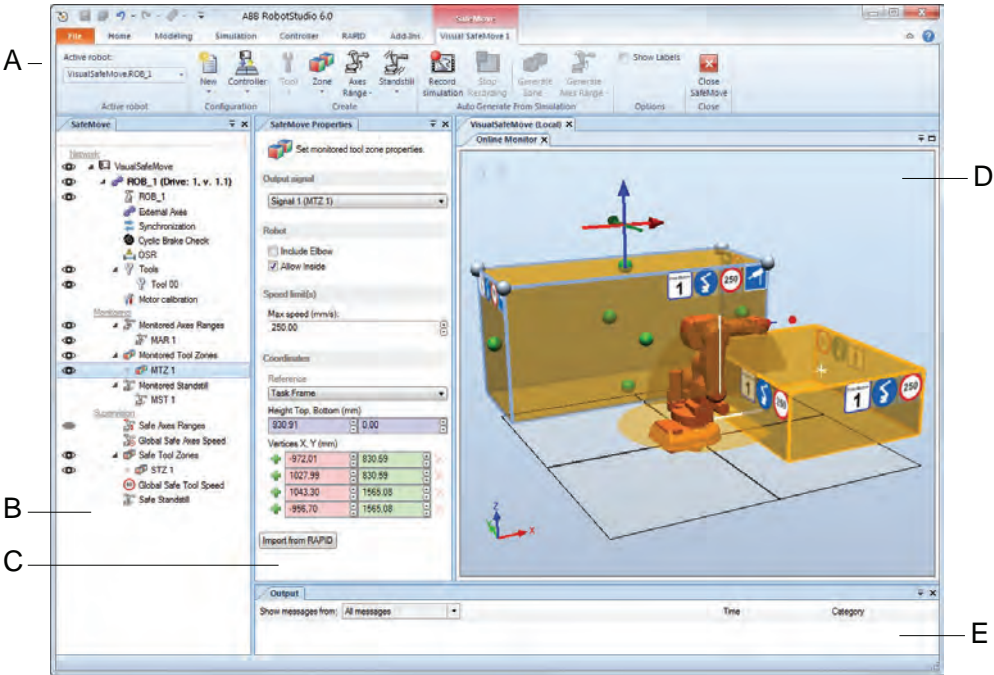 ABB RobotStudio 6.0
SafeMove
File Home Modeling Simulation Controller RAPID Add-Ins Visual SafeMove 1
A
Active robot:
VisualSafeMove.ROB_1
New Controller Tool Zone Axes Range Standstill Record simulation Stop Recording Generate Zone Generate Axes Range Show Labels Close SafeMove
Active robot Configuration Create Auto Generate From Simulation Options Close
SafeMove
Network
VisualSafeMove
ROB_1 (Drive: 1, v. 1.1)
ROB_1
External Axes
Synchronization
Cyclic Brake Check
OSR
Tools
Tool 00
Motor calibration
Monitoring
Monitored Axes Ranges
MAR 1
Monitored Tool Zones
MTZ 1
Monitored Standstill
MST 1
Supervision
Safe Axes Ranges
Global Safe Axes Speed
Safe Tool Zones
STZ 1
Global Safe Tool Speed
Safe Standstill
B
C
SafeMove Properties
Set monitored tool zone properties.
Output signal
Signal 1 (MTZ 1)
Robot
Include Elbow
Allow Inside
Speed limit(s)
Max speed (mm/s):
250.00
Coordinates
Reference
Task Frame
Height Top, Bottom (mm)
830.91 0.00
Vertices X, Y (mm)
-972.01 830.59
1027.99 830.59
1043.30 1565.08
-956.70 1565.08
Import from RAPID
VisualSafeMove (Local)
Online Monitor
D
1 250
1 250
1 250
Z
Y
X
Output
Show messages from: All messages Time Category
E